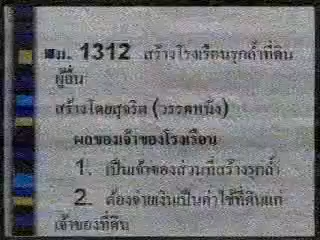 พม. 1312 สร้างโรงเรือนรุกล้ำที่ดิน
ผู้อื่น
สร้างโดยสุจริต (วรรคหนึ่ง)
ผลของเจ้าของโรงเรือน
1. เป็นเจ้าของส่วนที่สร้างรุกล้ำ
2. ต้องจ่ายเงินเป็นค่าใช้ที่ดินแก่
เจ้าของที่ดิน